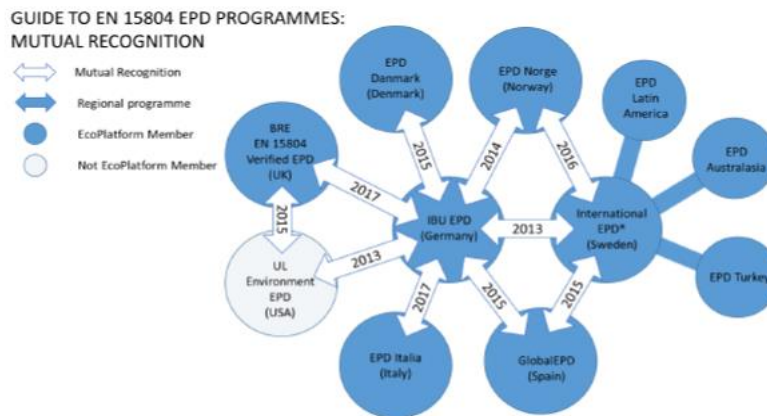 GUIDE TO EN 15804 EPD PROGRAMMES:
MUTUAL RECOGNITION
Mutual Recognition
Regional programme
EcoPlatform Member
Not EcoPlatform Member
EPD
Danmark
(Denmark)
EPD Norge
(Norway)
EPD
Latin
America
BRE
EN 15804
Verified EPD
(UK)
EPD
Australasia
2015
2014
2016
2017
2015
IBU EPD
(Germany)
2013
International
EPD*
(Sweden)
UL
Environment
EPD
(USA)
2013
EPD Turkey
2017
2015
2015
EPD Italia
(Italy)
GlobalEPD
(Spain)